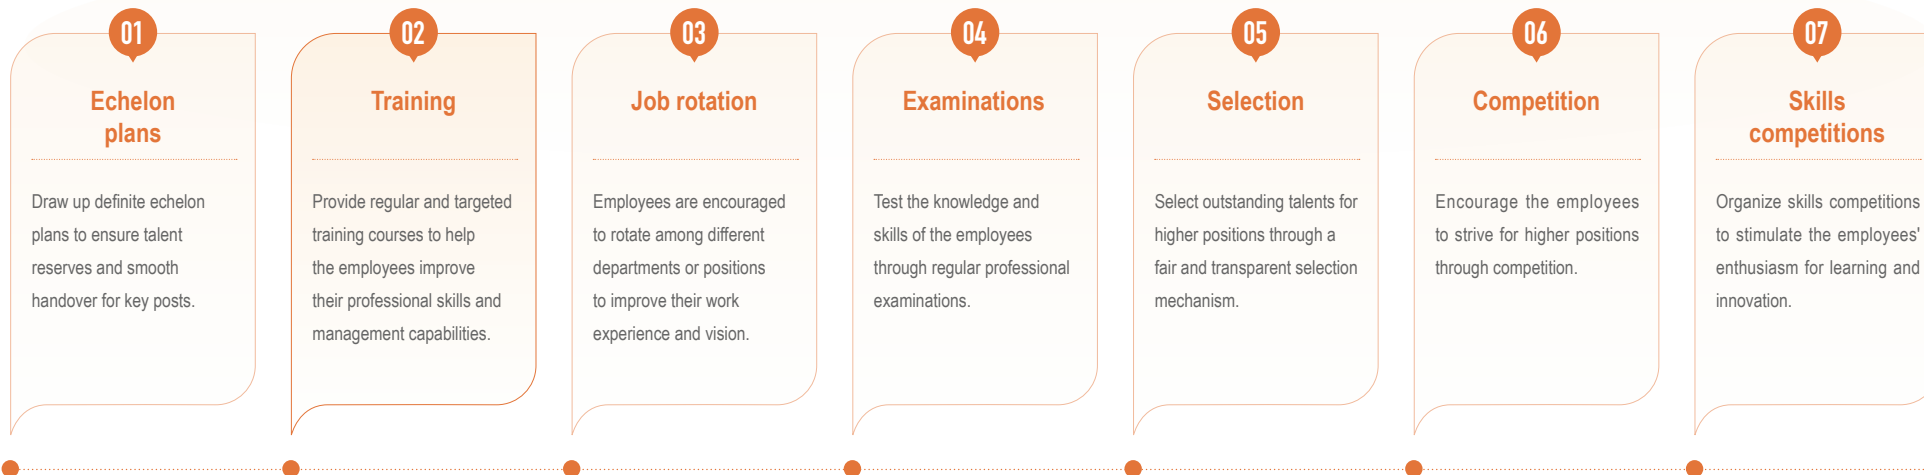 01
Echelon
plans
Draw up definite echelon
plans to ensure talent
reserves and smooth
handover for key posts.
02
Training
Provide regular and targeted
training courses to help
the employees improve
their professional skills and
management capabilities.
03
Job rotation
Employees are encouraged
to rotate among different
departments or positions
to improve their work
experience and vision.
04
Examinations
Test the knowledge and
skills of the employees
through regular professional
examinations.
05
Selection
Select outstanding talents for
higher positions through a
fair and transparent selection
mechanism.
06
Competition
Encourage the employees
to strive for higher positions
through competition.
07
Skills
competitions
Organize skills competitions
to stimulate the employees'
enthusiasm for learning and
innovation.